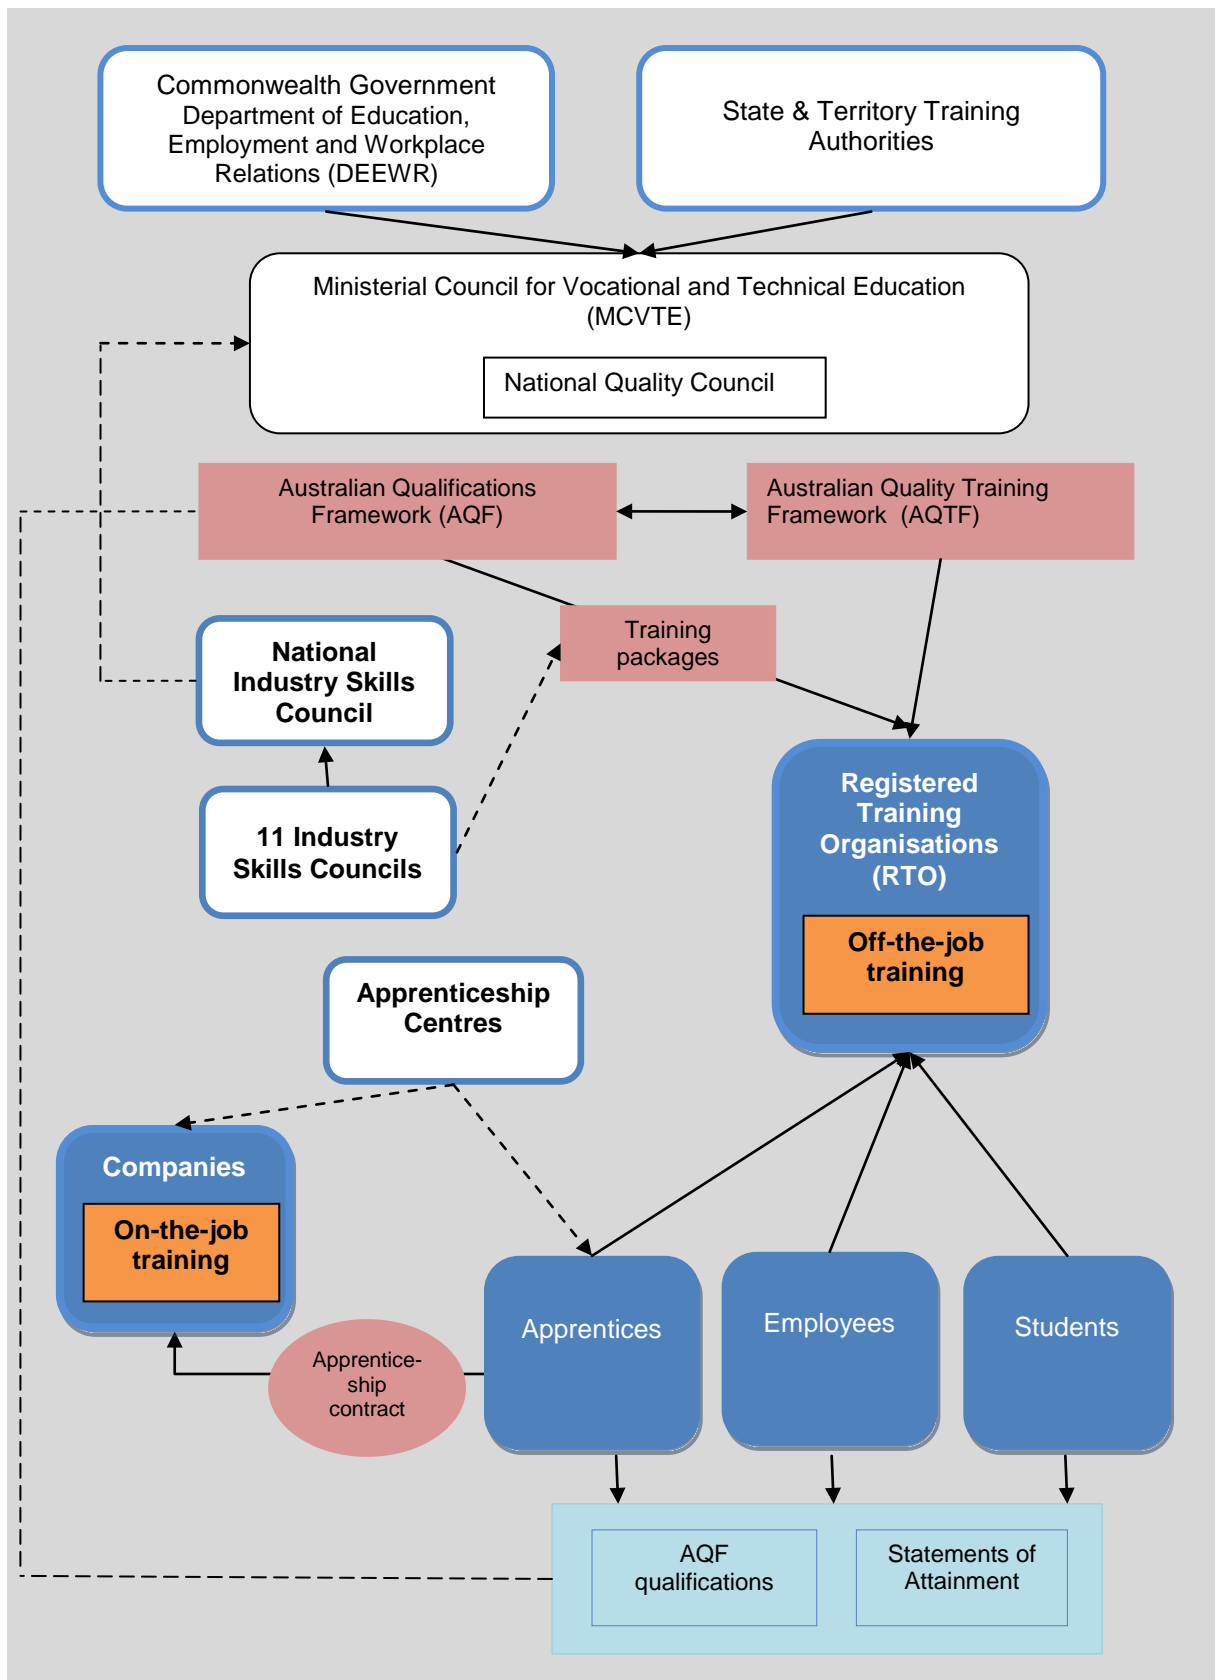 Commonwealth Government
Department of Education,
Employment and Workplace
Relations (DEEWR)
State & Territory Training
Authorities
Ministerial Council for Vocational and Technical Education
(MCVTE)
National Quality Council
Australian Qualifications
Framework (AQF)
Australian Quality Training
Framework (AQTF)
Training
packages
National
Industry Skills
Council
11 Industry
Skills Councils
Registered
Training
Organisations
(RTO)
Off-the-job
training
Apprenticeship
Centres
Companies
On-the-job
training
Apprentice-
ship
contract
Apprentices
Employees
Students
AQF
qualifications
Statements of
Attainment